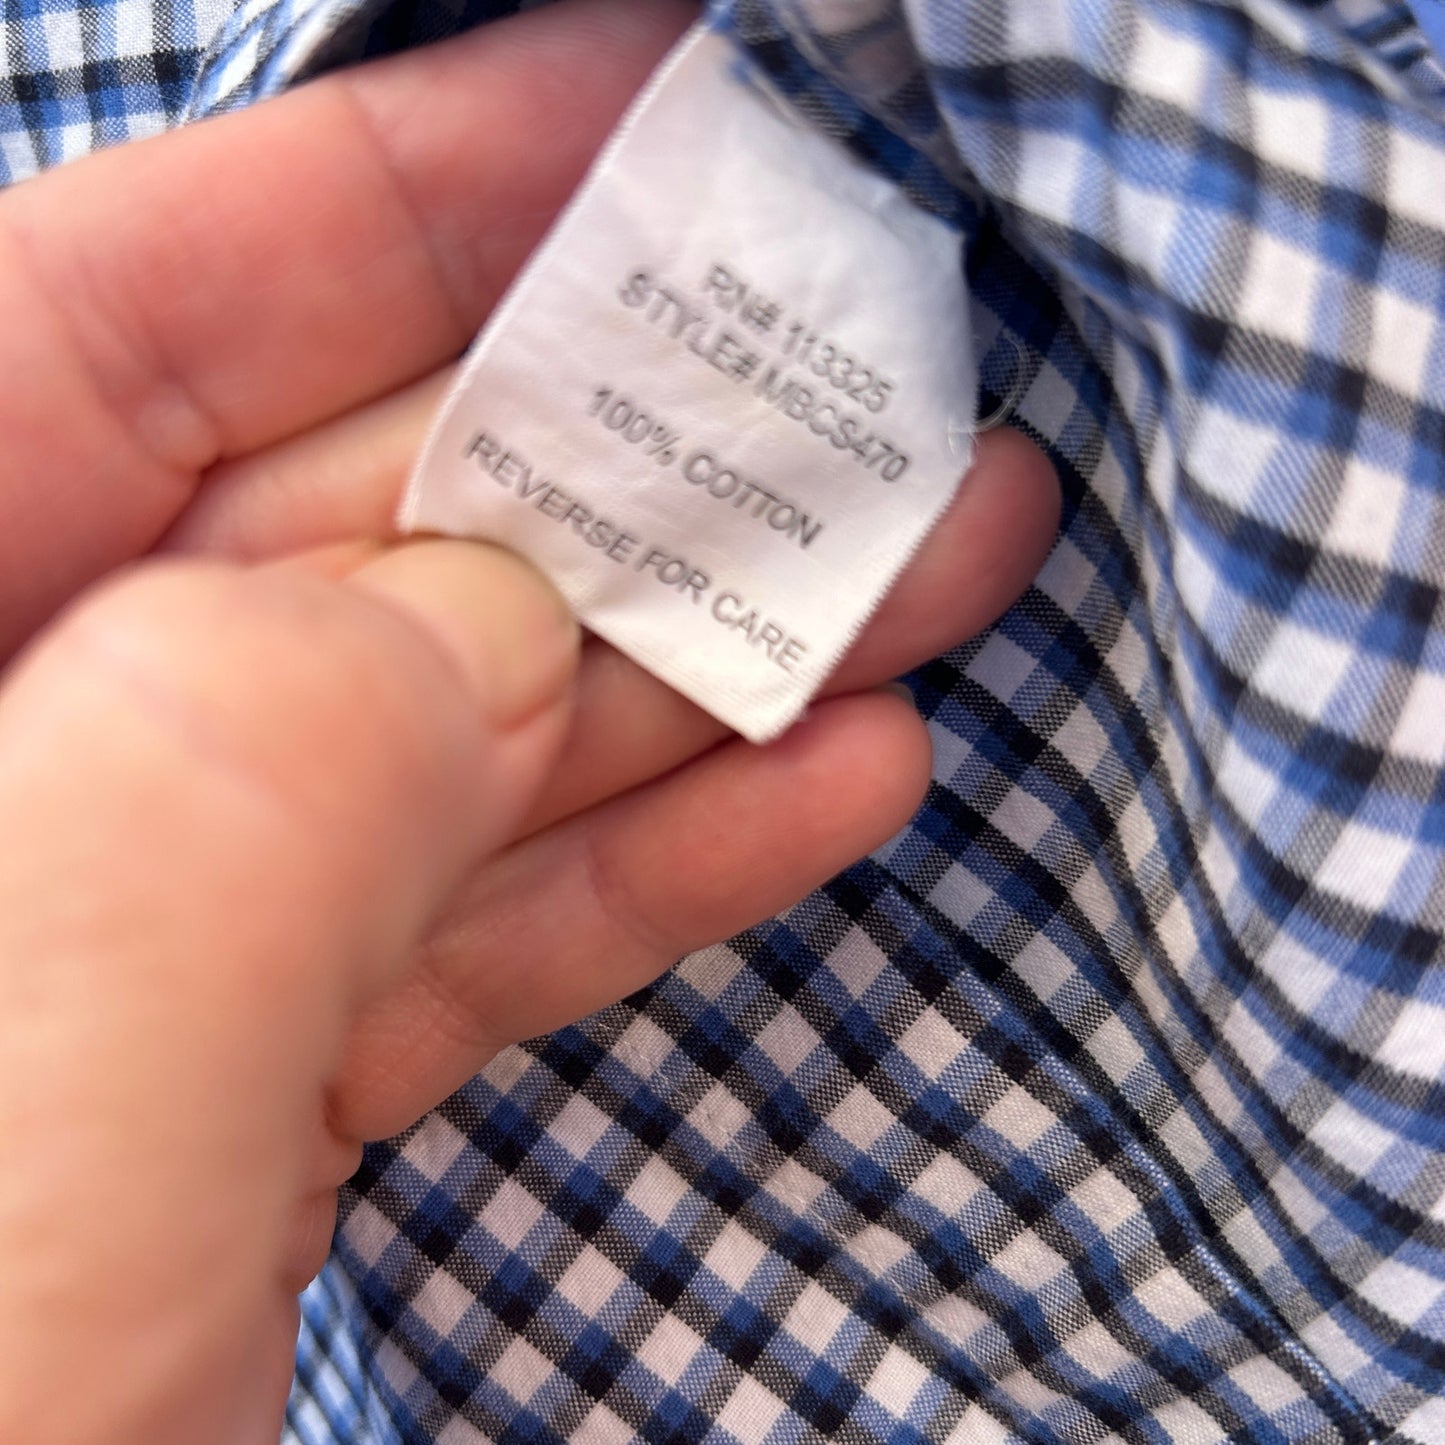 RN# 113325
STYLE# MBCS470
100% COTTON
REVERSE FOR CARE